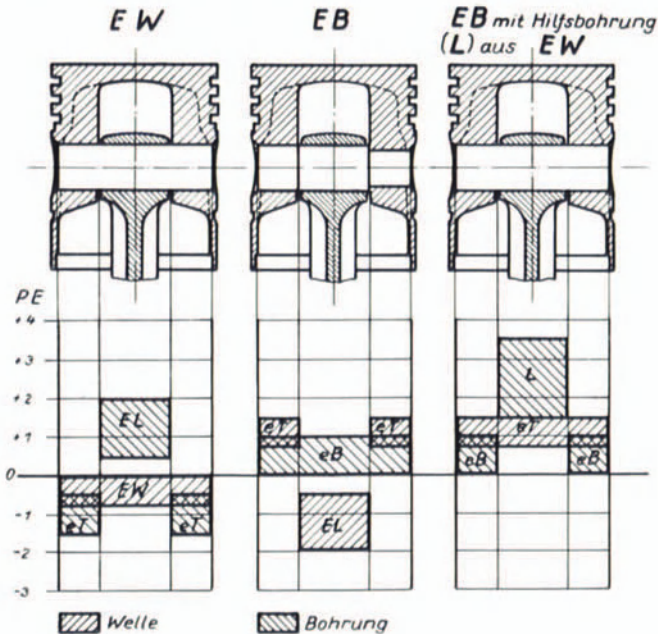 EW EB EB mit Hilfsbohrung
(L) aus EW
PE
+4
+3
+2
+1
0
-1
-2
-3
EL
EW
eT eT
eT eT
eB
EL
L
eT
eB eB
Welle Bohrung